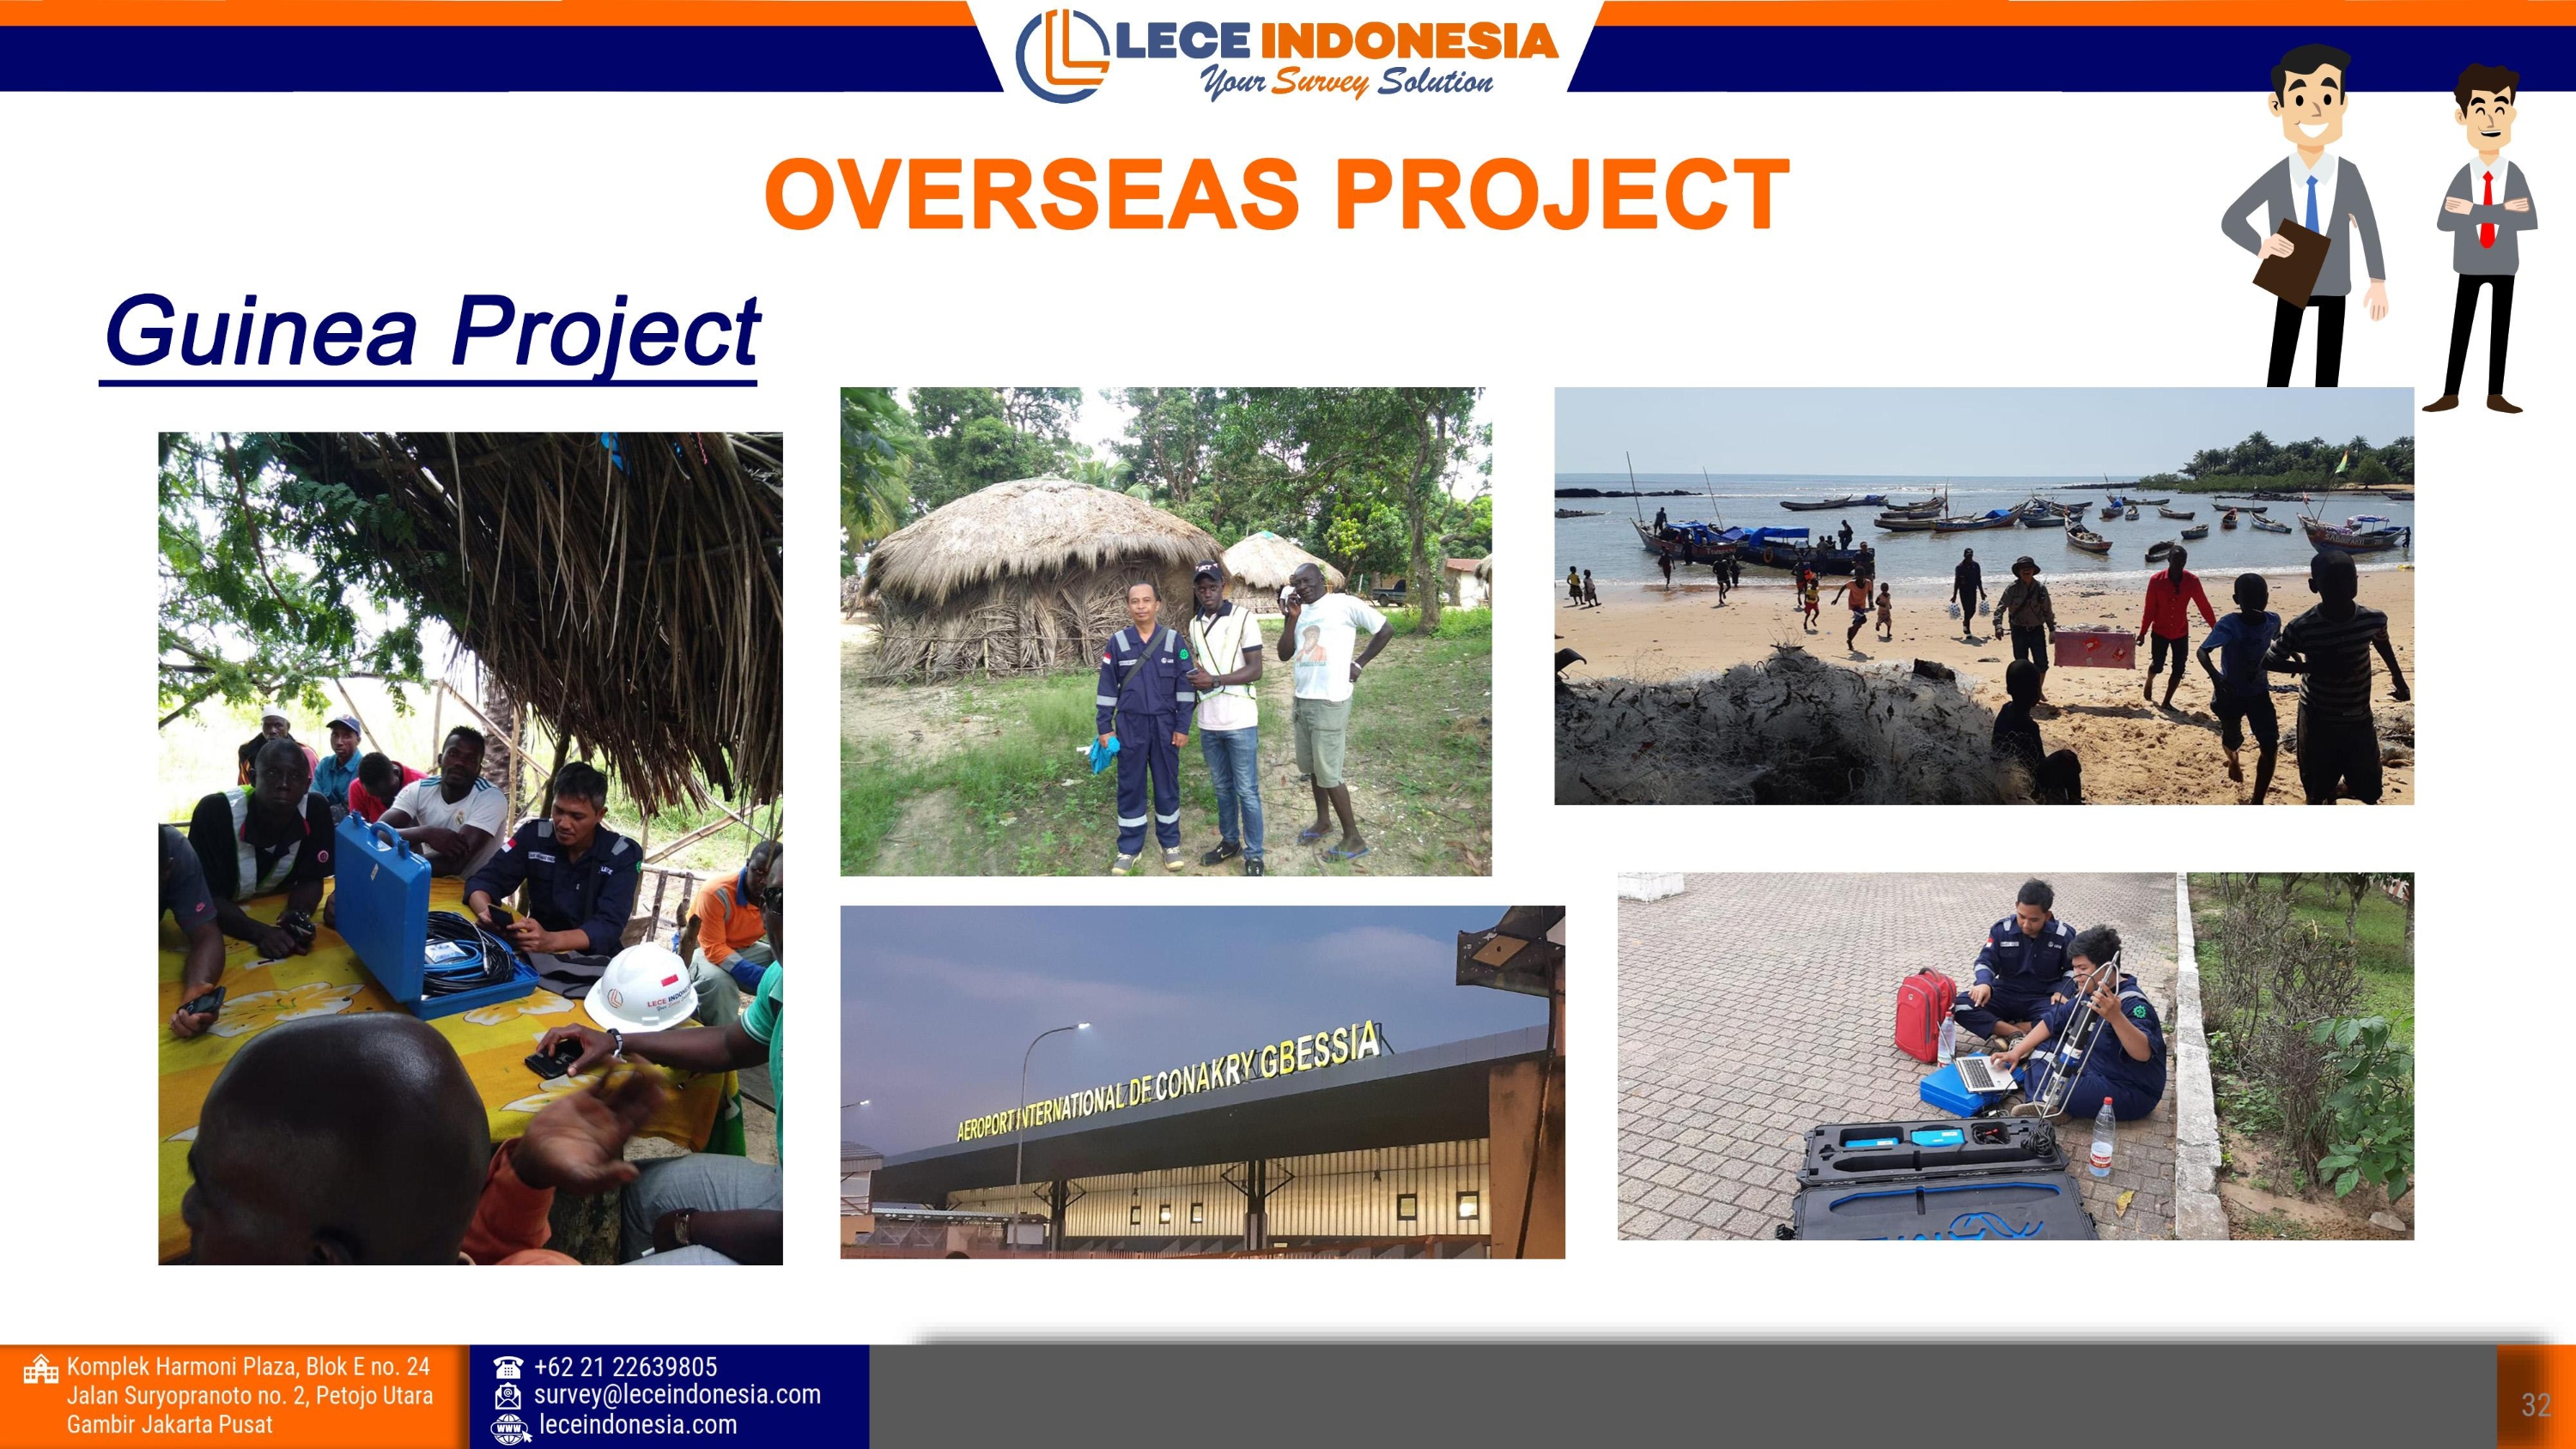 LECE INDONESIA
Your Survey Solution
OVERSEAS PROJECT
Guinea Project
LECE INDONESIA
AEROPORT INTERNATIONAL DE CONAKRY GBESSIA
Komplek Harmoni Plaza, Blok E no. 24
Jalan Suryopranoto no. 2, Petojo Utara
Gambir Jakarta Pusat
+62 21 22639805
survey@leceindonesia.com
www
leceindonesia.com
32